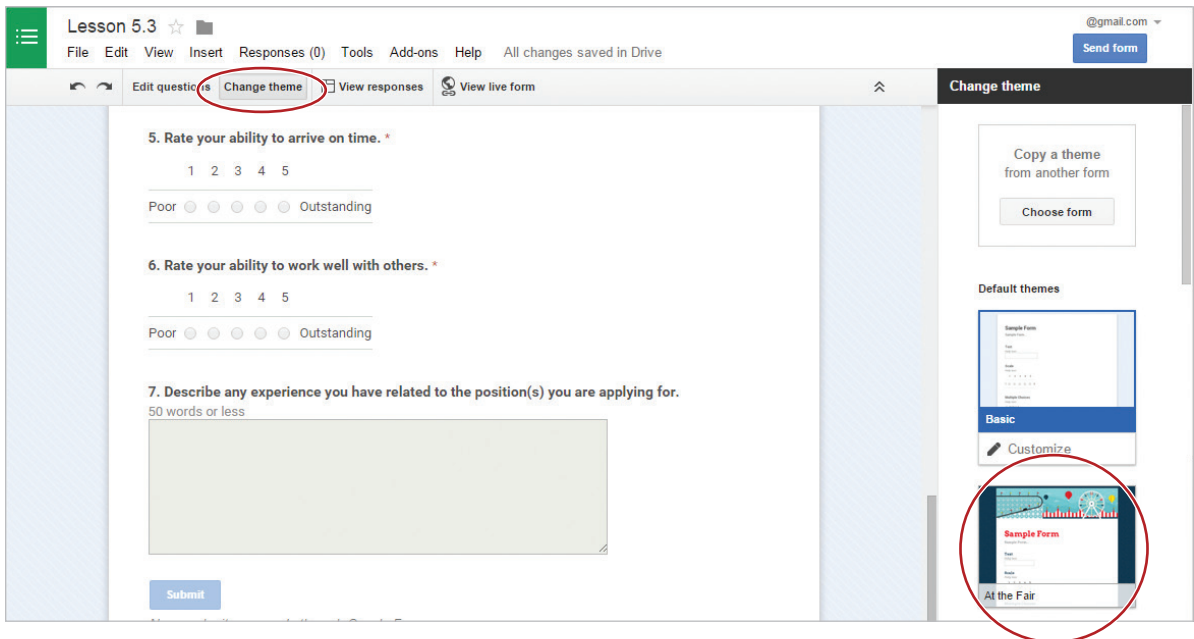 Lesson 5.3
@gmail.com
File Edit View Insert Responses (0) Tools Add-ons Help All changes saved in Drive
Send form
Edit questions Change theme View responses View live form
Change theme
5. Rate your ability to arrive on time. *
1 2 3 4 5
Poor Outstanding
6. Rate your ability to work well with others. *
1 2 3 4 5
Poor Outstanding
7. Describe any experience you have related to the position(s) you are applying for.
50 words or less
Submit
Copy a theme
from another form
Choose form
Default themes
Sample Form
Basic
Customize
Sample Form
At the Fair